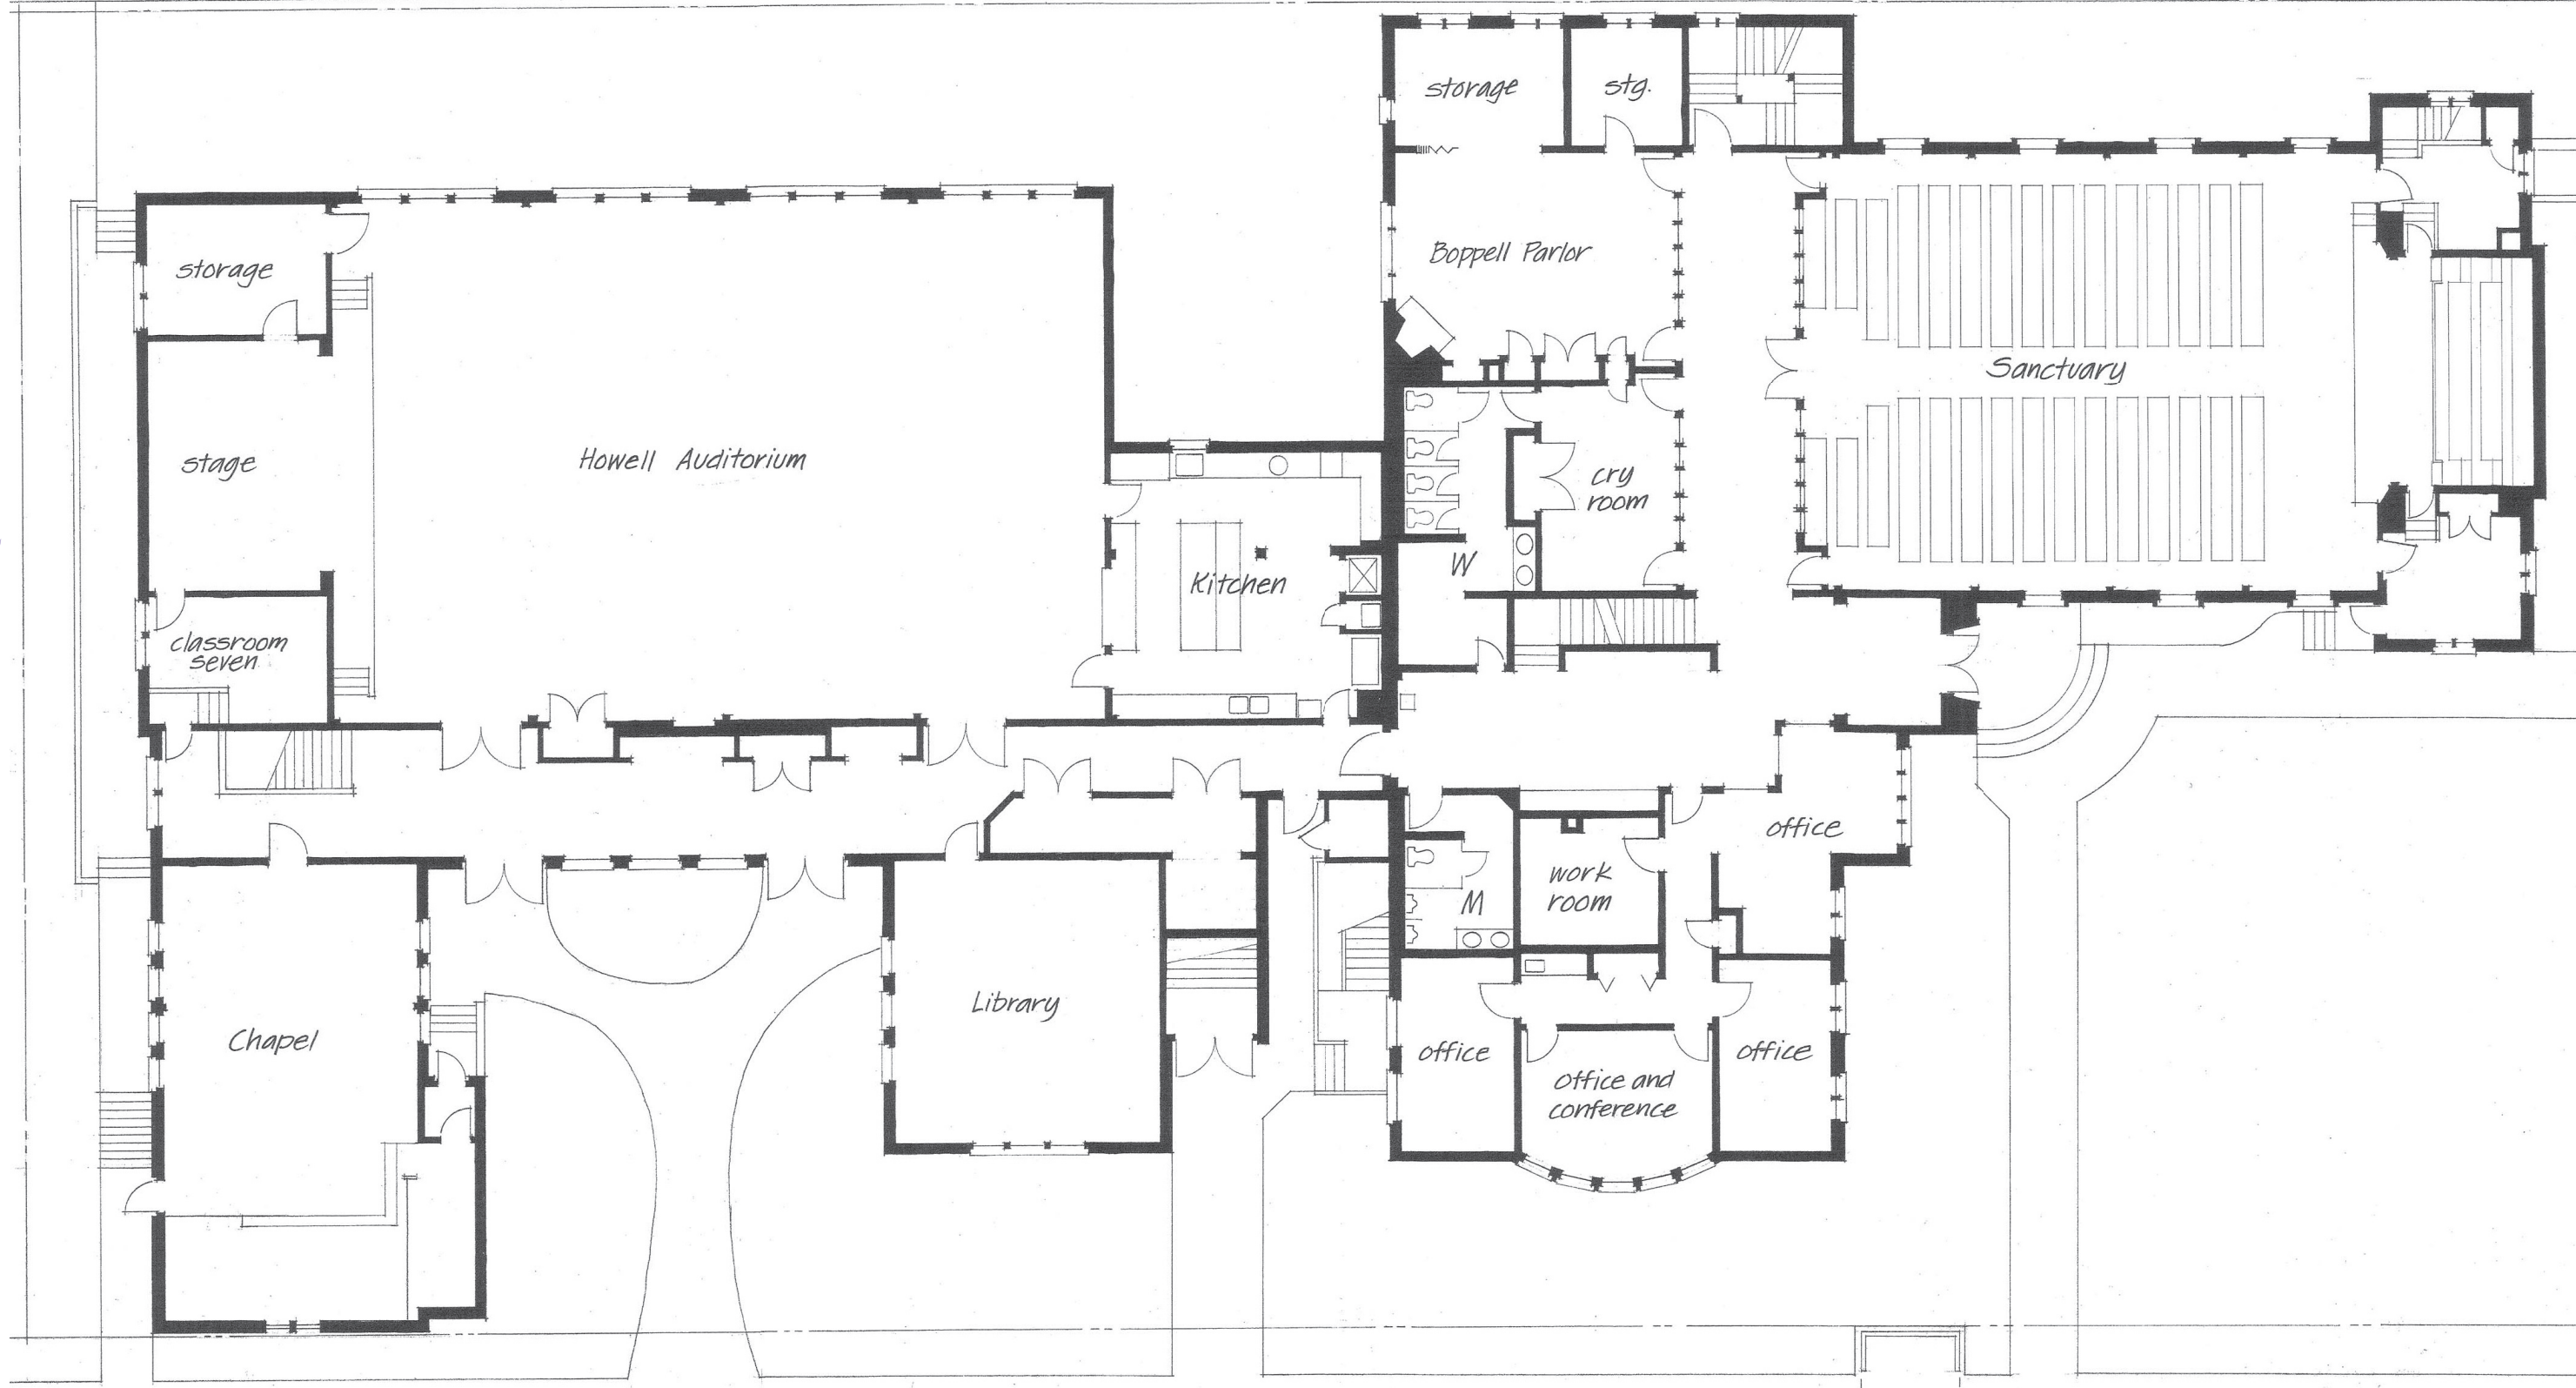 storage
stg.
storage
Boppell Parlor
Sanctuary
stage
Howell Auditorium
cry
room
Kitchen
W
classroom
seven
office
work
room
M
Library
Chapel
office
office and
conference
office